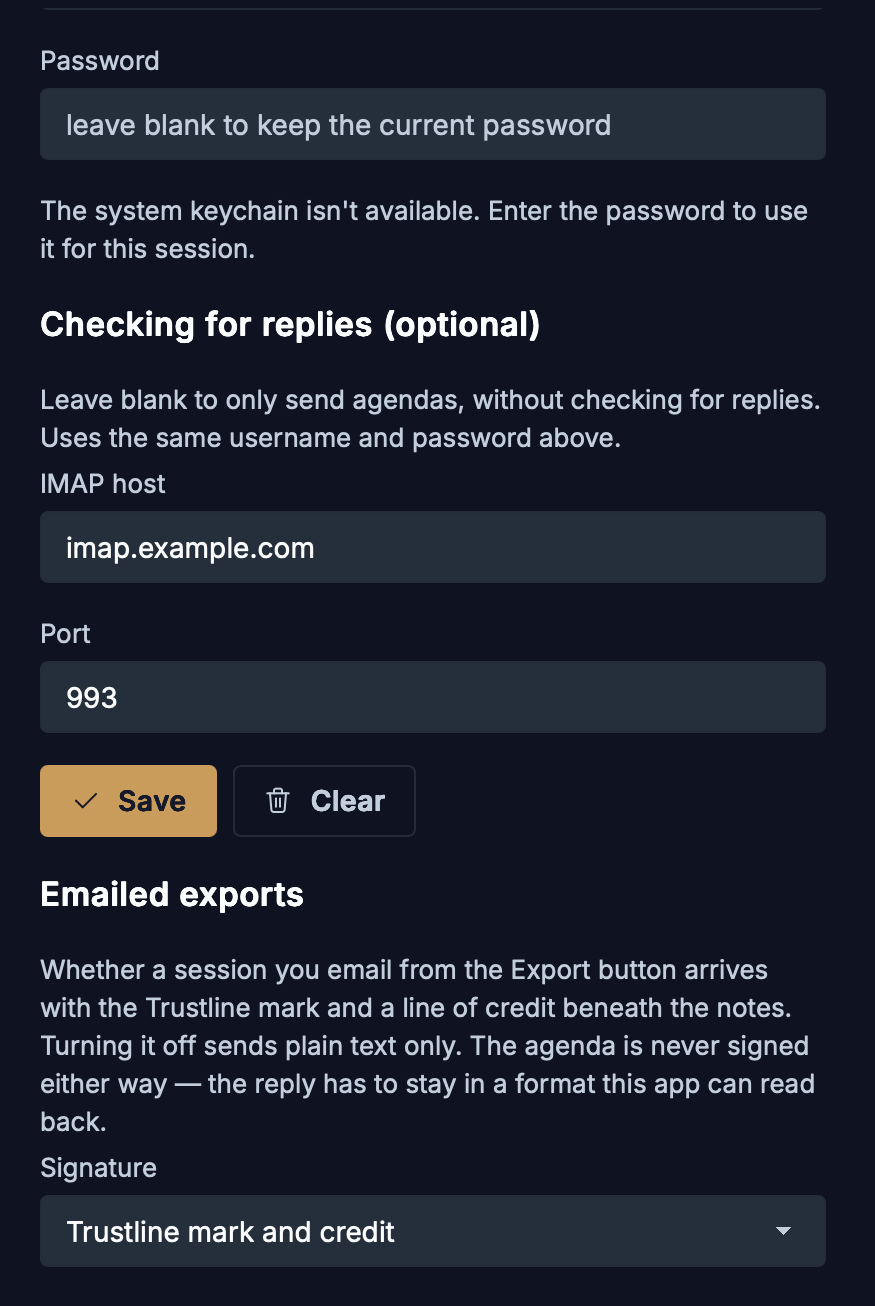 Password
leave blank to keep the current password
The system keychain isn't available. Enter the password to use
it for this session.
Checking for replies (optional)
Leave blank to only send agendas, without checking for replies.
Uses the same username and password above.
IMAP host
imap.example.com
Port
993
Save
Clear
Emailed exports
Whether a session you email from the Export button arrives
with the Trustline mark and a line of credit beneath the notes.
Turning it off sends plain text only. The agenda is never signed
either way — the reply has to stay in a format this app can read
back.
Signature
Trustline mark and credit